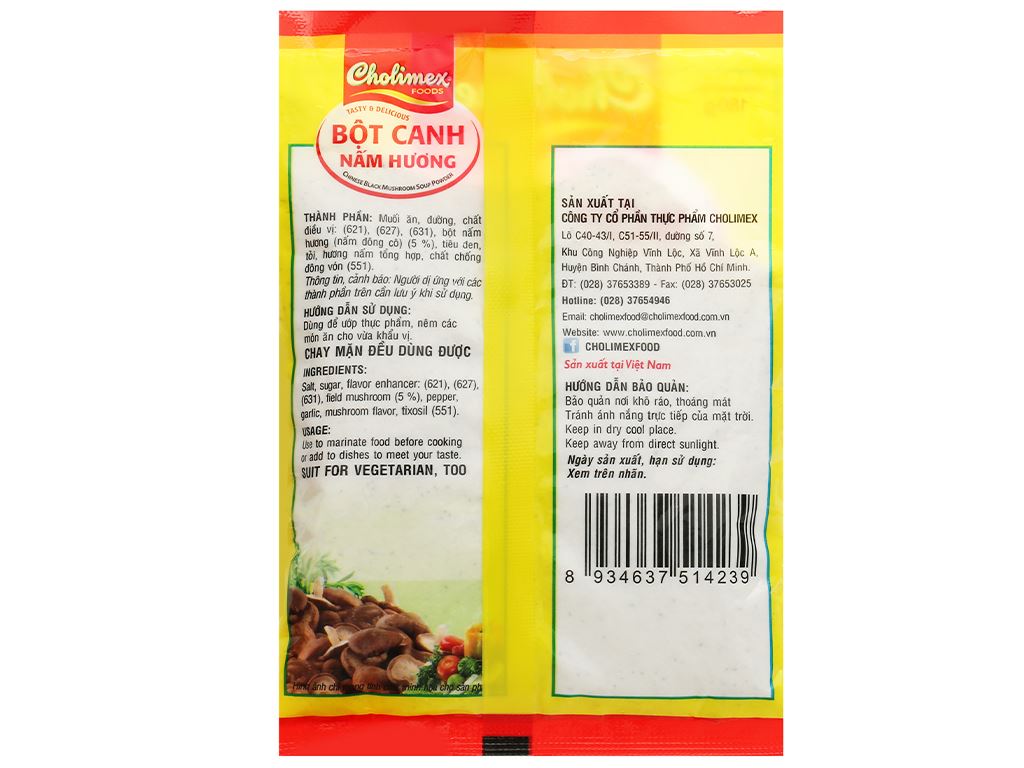 Cholimex
FOODS
TASTY & DELICIOUS
BỘT CANH
NẤM HƯƠNG
CHINESE BLACK MUSHROOM SOUP POWDER
THÀNH PHẦN: Muối ăn, đường, chất
điều vị: (621), (627), (631), bột nấm
hương (nấm đông cô) (5 %), tiêu đen,
tỏi, hương nấm tổng hợp, chất chống
đông vón (551).
Thông tin, cảnh báo: Người dị ứng với các
thành phần trên cần lưu ý khi sử dụng.
HƯỚNG DẪN SỬ DỤNG:
Dùng để ướp thực phẩm, nêm các
món ăn cho vừa khẩu vị.
CHAY MẶN ĐỀU DÙNG ĐƯỢC
INGREDIENTS:
Salt, sugar, flavor enhancer: (621), (627),
(631), field mushroom (5 %), pepper,
garlic, mushroom flavor, tixosil (551).
USAGE:
Use to marinate food before cooking
or add to dishes to meet your taste.
SUIT FOR VEGETARIAN, TOO
Hình ảnh chỉ mang tính minh họa cho sản ph
SẢN XUẤT TẠI
CÔNG TY CỔ PHẦN THỰC PHẨM CHOLIMEX
Lô C40-43/I, C51-55/II, đường số 7,
Khu Công Nghiệp Vĩnh Lộc, Xã Vĩnh Lộc A,
Huyện Bình Chánh, Thành Phố Hồ Chí Minh.
ĐT: (028) 37653389 - Fax: (028) 37653025
Hotline: (028) 37654946
Email: cholimexfood@cholimexfood.com.vn
Website: www.cholimexfood.com.vn
f CHOLIMEXFOOD
Sản xuất tại Việt Nam
HƯỚNG DẪN BẢO QUẢN:
Bảo quản nơi khô ráo, thoáng mát
Tránh ánh nắng trực tiếp của mặt trời.
Keep in dry cool place.
Keep away from direct sunlight.
Ngày sản xuất, hạn sử dụng:
Xem trên nhãn.
8 934637 514239